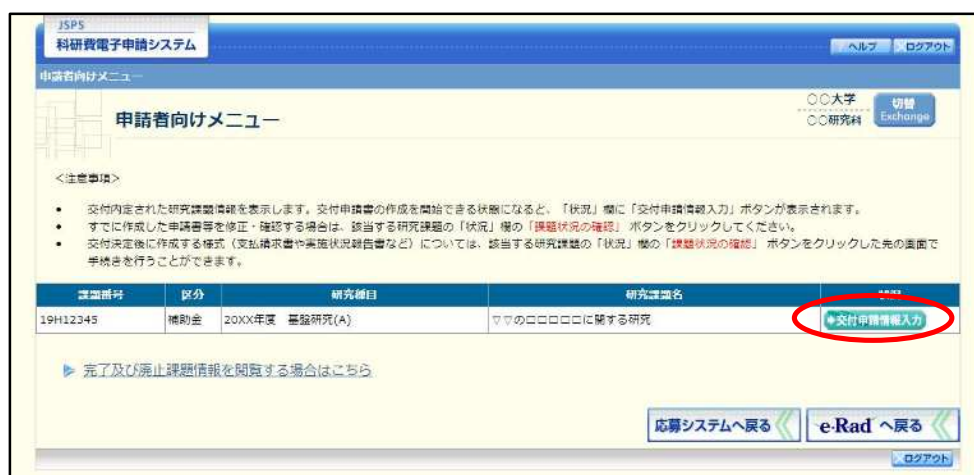 JSPS
科研費電子申請システム
ヘルプ
ログアウト
申請者向けメニュー
申請者向けメニュー
○○大学
○○研究科
切替
Exchange
<注意事項>
• 交付内定された研究課題情報を表示します。交付申請書の作成を開始できる状態になると、「状況」欄に「交付申請情報入力」ボタンが表示されます。
• すでに作成した申請書等を修正・確認する場合は、該当する研究課題の「状況」欄の「課題状況の確認」 ボタンをクリックしてください。
• 交付決定後に作成する様式（支払請求書や実施状況報告書など）については、該当する研究課題の「状況」欄の「課題状況の確認」 ボタンをクリックした先の画面で
手続きを行うことができます。
課題番号 区分 研究種目 研究課題名 状況
19H12345 補助金 20XX年度 基盤研究(A) ▽▽の□□□□□に関する研究 交付申請情報入力
完了及び廃止課題情報を閲覧する場合はこちら
応募システムへ戻る
e-Rad へ戻る
ログアウト